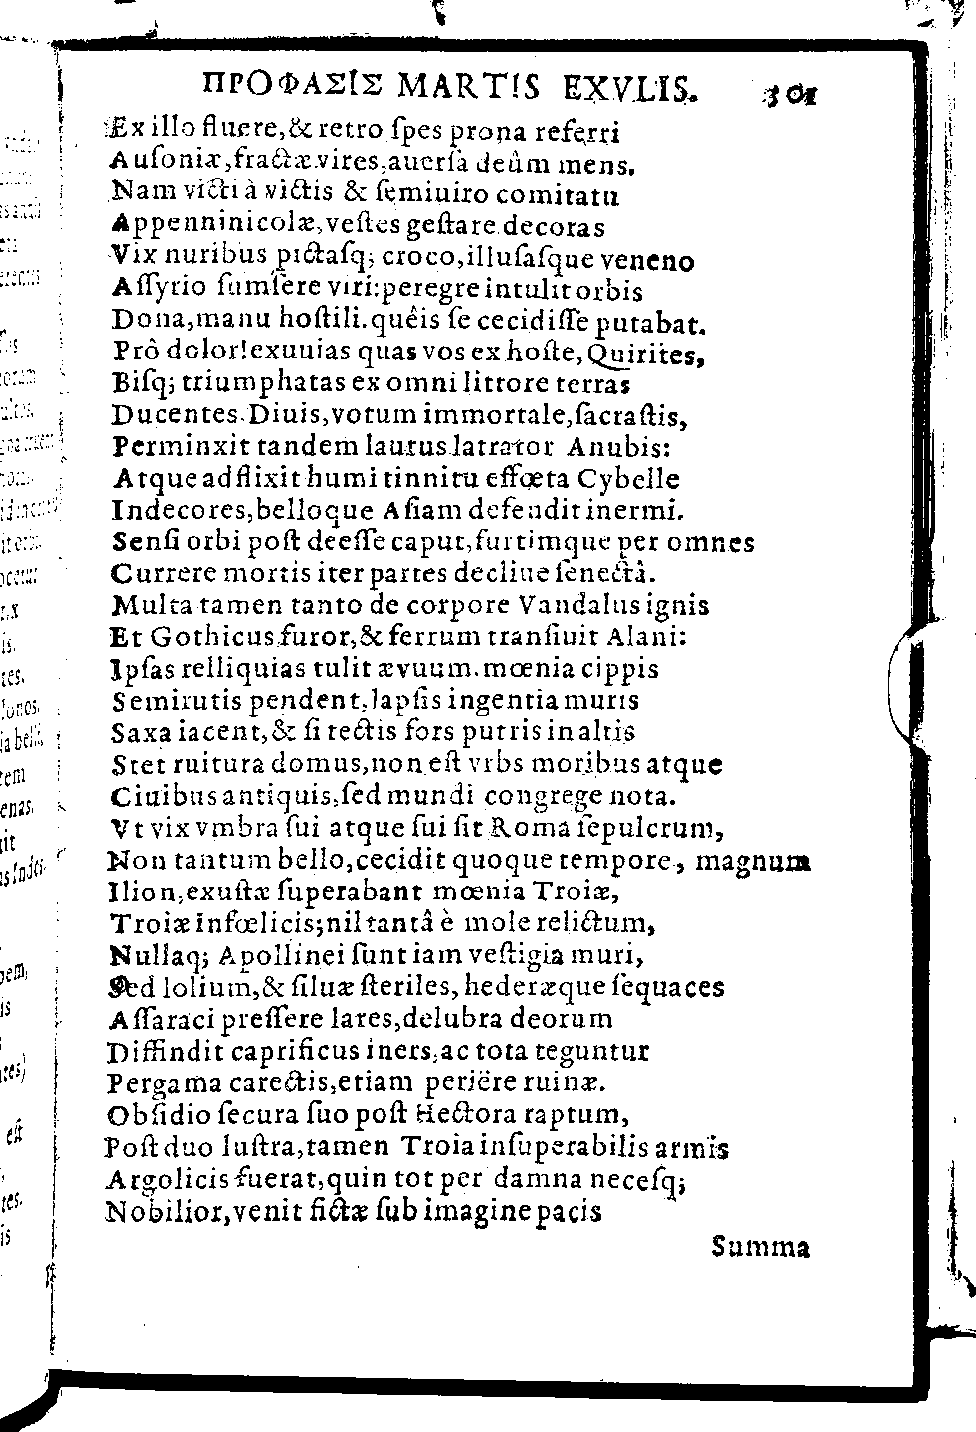 ΠΡΟΦΑΣΙΣ MARTIS EXVLIS. 301
Ex illo fluere,& retro ſpes prona referri
Auſoniæ,fractæ vires,auerſa deûm mens.
Nam victi à victis & ſemiuiro comitatu
Appenninicolæ,veſtes geſtare decoras
Vix nuribus pictaſq; croco,illuſaſque veneno
Aſſyrio ſumſere viri:peregre intulit orbis
Dona,manu hoſtili.quêis ſe cecidiſſe putabat.
Prô dolor!exuuias quas vos ex hoſte,Quirites,
Biſq; triumphatas ex omni littore terras
Ducentes Diuis,votum immortale,ſacraſtis,
Perminxit tandem laurus latrator Anubis:
Atque adflixit humi tinnitu effœta Cybelle
Indecores,belloque Aſiam defendit inermi.
Senſi orbi poſt deeſſe caput,furtimque per omnes
Currere mortis iter partes decliue ſenectâ.
Multa tamen tanto de corpore Vandalus ignis
Et Gothicus furor,& ferrum tranſiuit Alani:
Ipſas relliquias tulit ævuum.mœnia cippis
Semirutis pendent,lapſis ingentia muris
Saxa iacent,& ſi tectis fors putris in altis
Stet ruitura domus,non eſt vrbs moribus atque
Ciuibus antiquis,ſed mundi congrege nota.
Vt vix vmbra ſui atque ſui ſit Roma ſepulcrum,
Non tantum bello,cecidit quoque tempore, magnum
Ilion,exuſtæ ſuperabant mœnia Troiæ,
Troiæ infœlicis;nil tantâ è mole relictum,
Nullaq; Apollinei ſunt iam veſtigia muri,
Sed lolium,& ſiluæ ſteriles, hederæque ſequaces
Aſſaraci preſſere lares,delubra deorum
Diffindit caprificus iners,ac tota teguntur
Pergama carectis,etiam periëre ruinæ.
Obſidio ſecura ſuo poſt Hectora raptum,
Poſt duo luſtra,tamen Troia inſuperabilis armis
Argolicis fuerat,quin tot per damna neceſq;
Nobilior,venit fictæ ſub imagine pacis
Summa